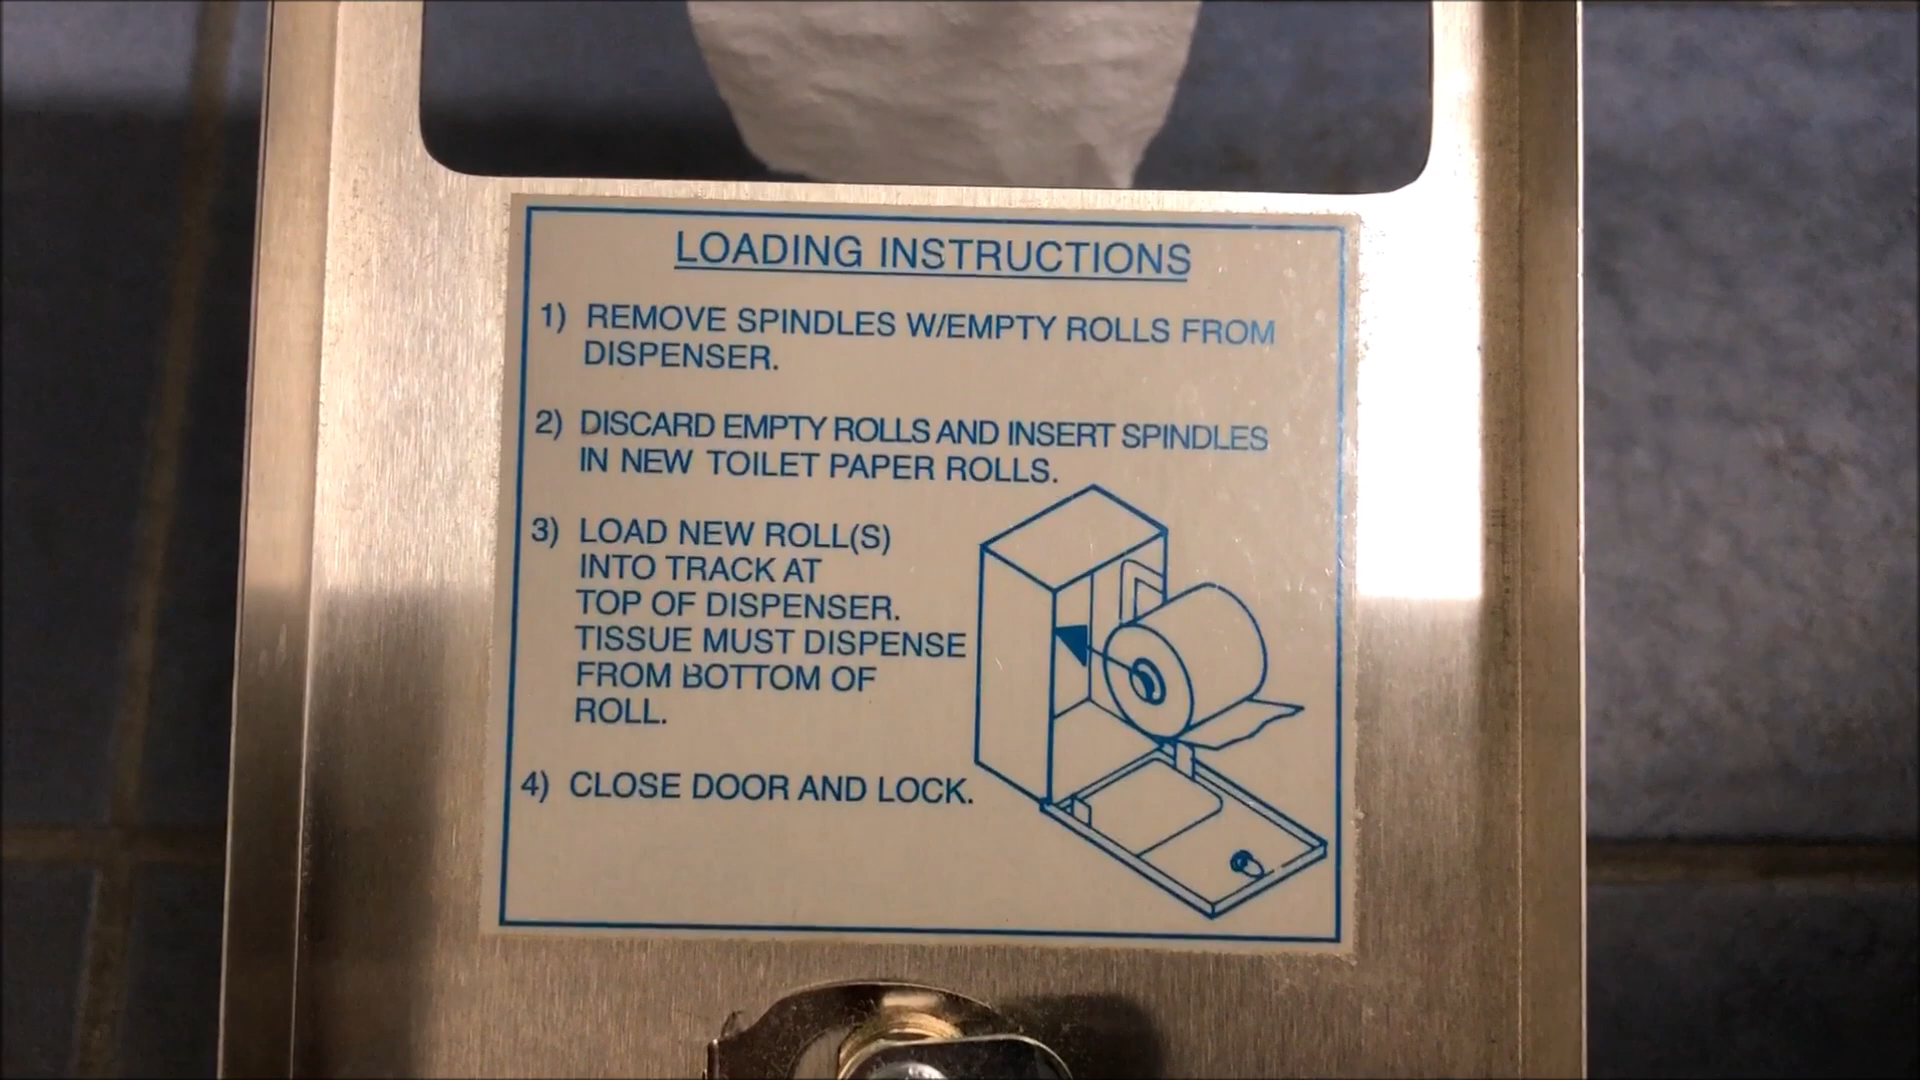 LOADING INSTRUCTIONS
1) REMOVE SPINDLES W/EMPTY ROLLS FROM
DISPENSER.
2) DISCARD EMPTY ROLLS AND INSERT SPINDLES
IN NEW TOILET PAPER ROLLS.
3) LOAD NEW ROLL(S)
INTO TRACK AT
TOP OF DISPENSER.
TISSUE MUST DISPENSE
FROM BOTTOM OF
ROLL.
4) CLOSE DOOR AND LOCK.